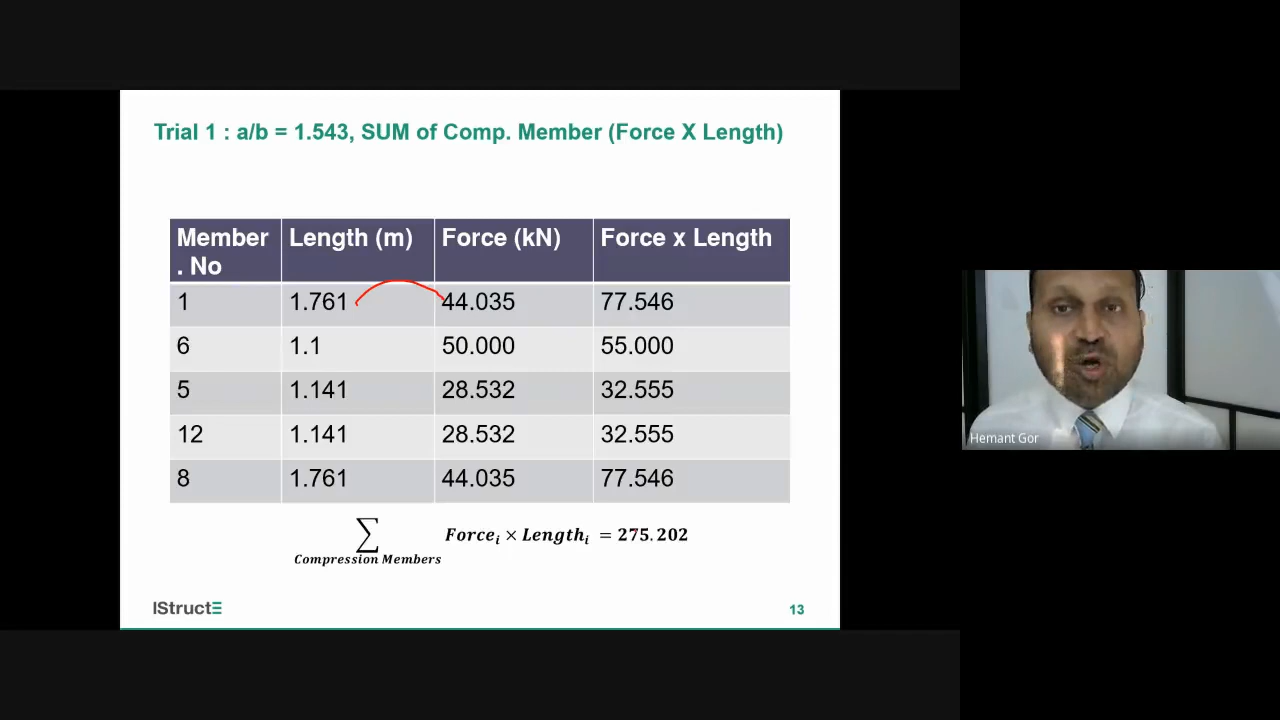 Trial 1 : a/b = 1.543, SUM of Comp. Member (Force X Length)
Member . No Length (m) Force (kN) Force x Length
1 1.761 44.035 77.546
6 1.1 50.000 55.000
5 1.141 28.532 32.555
12 1.141 28.532 32.555
8 1.761 44.035 77.546
∑ Forceᵢ × Lengthᵢ = 275.202
Compression Members
IStructE 13
Hemant Gor